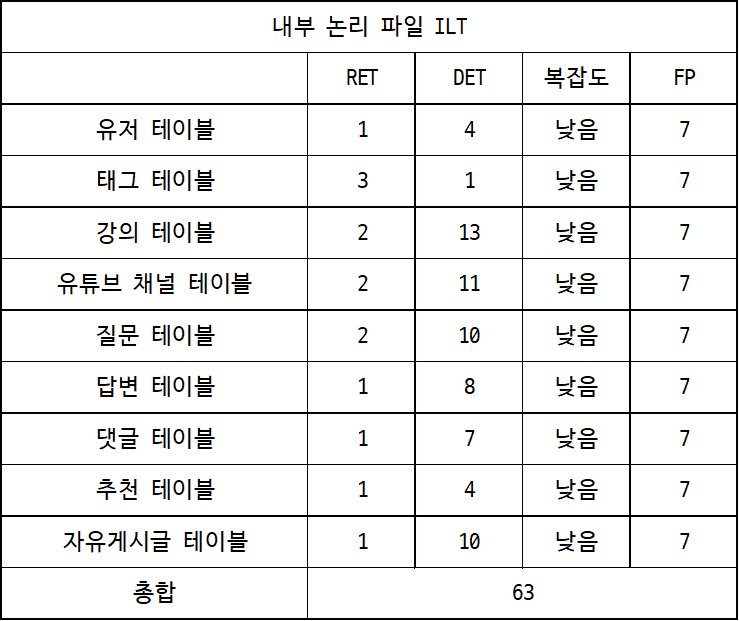 내부 논리 파일 ILT
RET DET 복잡도 FP
유저 테이블 1 4 낮음 7
태그 테이블 3 1 낮음 7
강의 테이블 2 13 낮음 7
유튜브 채널 테이블 2 11 낮음 7
질문 테이블 2 10 낮음 7
답변 테이블 1 8 낮음 7
댓글 테이블 1 7 낮음 7
추천 테이블 1 4 낮음 7
자유게시글 테이블 1 10 낮음 7
총합 63